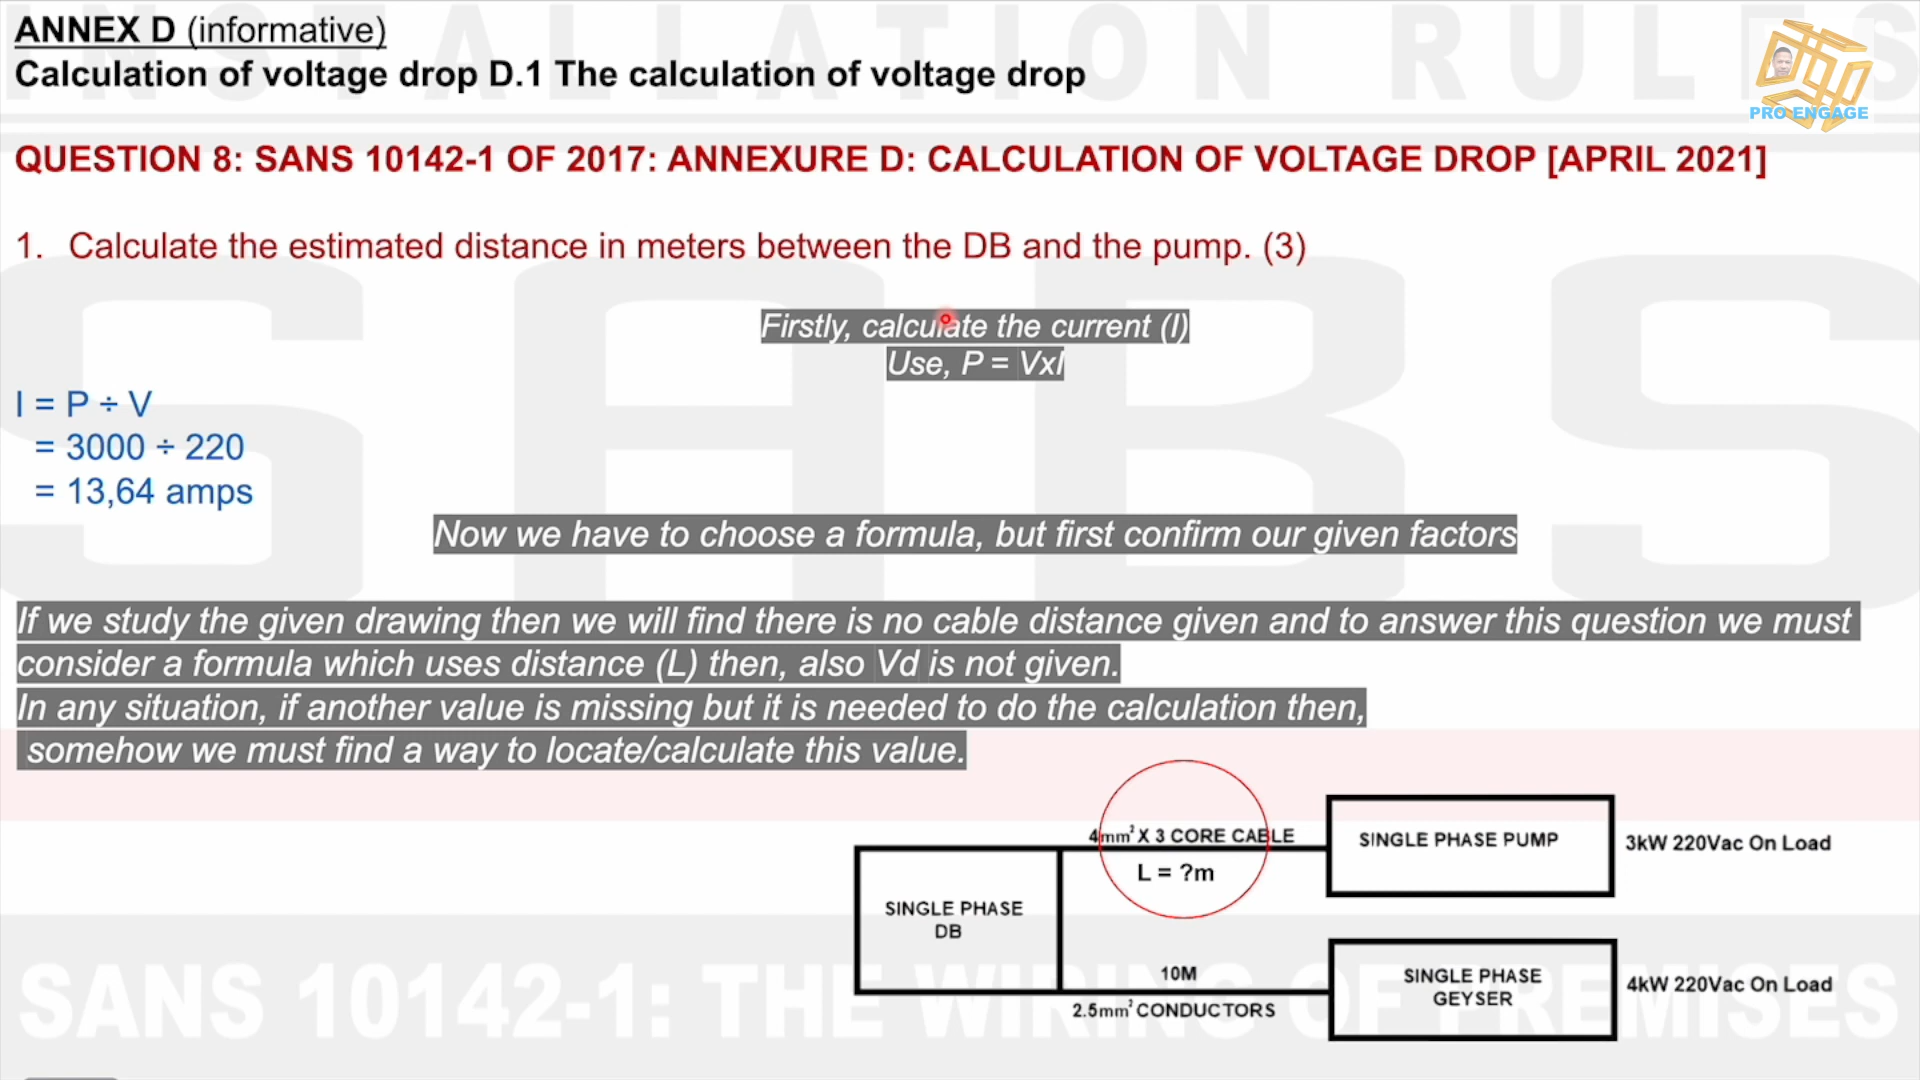 INSTALLATION RULES
ANNEX D (informative)
Calculation of voltage drop D.1 The calculation of voltage drop
PRO ENGAGE
QUESTION 8: SANS 10142-1 OF 2017: ANNEXURE D: CALCULATION OF VOLTAGE DROP [APRIL 2021]
1. Calculate the estimated distance in meters between the DB and the pump. (3)
SABS
Firstly, calculate the current (I)
Use, P = VxI
I = P ÷ V
= 3000 ÷ 220
= 13,64 amps
Now we have to choose a formula, but first confirm our given factors
If we study the given drawing then we will find there is no cable distance given and to answer this question we must
consider a formula which uses distance (L) then, also Vd is not given.
In any situation, if another value is missing but it is needed to do the calculation then,
somehow we must find a way to locate/calculate this value.
4mm² X 3 CORE CABLE
L = ?m
SINGLE PHASE PUMP
3kW 220Vac On Load
SINGLE PHASE
DB
10M
2.5mm² CONDUCTORS
SINGLE PHASE
GEYSER
4kW 220Vac On Load
SANS 10142-1: THE WIRING OF PREMISES